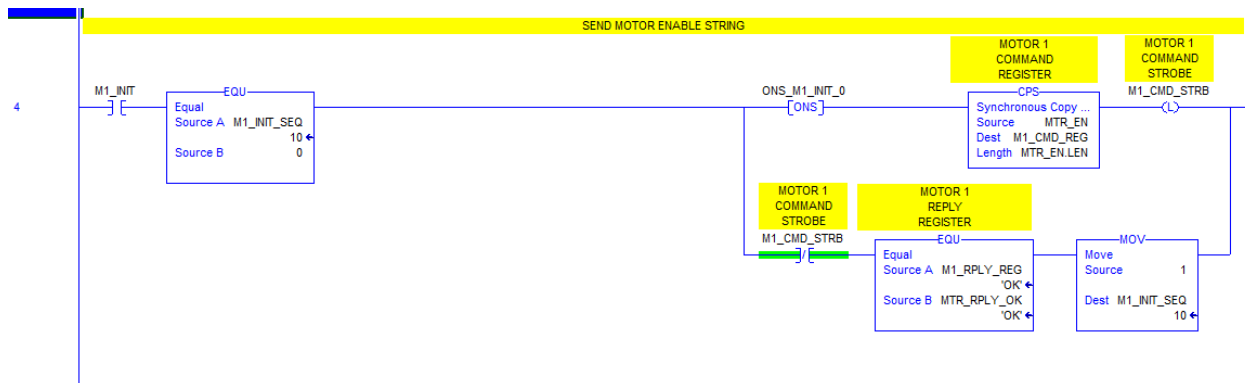 SEND MOTOR ENABLE STRING
MOTOR 1
COMMAND
REGISTER
MOTOR 1
COMMAND
STROBE
4
M1_INIT
EQU
Equal
Source A M1_INIT_SEQ
10
Source B 0
ONS_M1_INIT_0
ONS
CPS
Synchronous Copy ...
Source MTR_EN
Dest M1_CMD_REG
Length MTR_EN.LEN
M1_CMD_STRB
L
MOTOR 1
COMMAND
STROBE
M1_CMD_STRB
/
MOTOR 1
REPLY
REGISTER
EQU
Equal
Source A M1_RPLY_REG
'OK'
Source B MTR_RPLY_OK
'OK'
MOV
Move
Source 1
Dest M1_INIT_SEQ
10